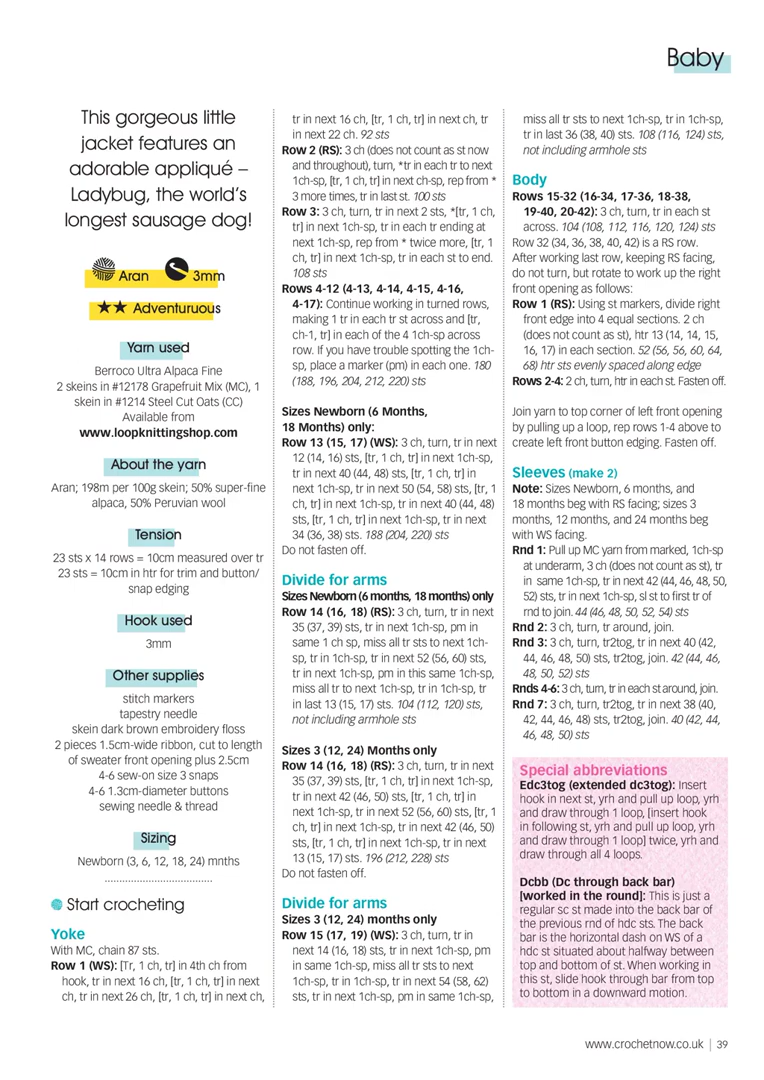 Baby
This gorgeous little
jacket features an
adorable appliqué –
Ladybug, the world's
longest sausage dog!
Aran 3mm
★★ Adventuruous
Yarn used
Berroco Ultra Alpaca Fine
2 skeins in #12178 Grapefruit Mix (MC), 1
skein in #1214 Steel Cut Oats (CC)
Available from
www.loopknittingshop.com
About the yarn
Aran; 198m per 100g skein; 50% super-fine
alpaca, 50% Peruvian wool
Tension
23 sts x 14 rows = 10cm measured over tr
23 sts = 10cm in htr for trim and button/
snap edging
Hook used
3mm
Other supplies
stitch markers
tapestry needle
skein dark brown embroidery floss
2 pieces 1.5cm-wide ribbon, cut to length
of sweater front opening plus 2.5cm
4-6 sew-on size 3 snaps
4-6 1.3cm-diameter buttons
sewing needle & thread
Sizing
Newborn (3, 6, 12, 18, 24) mnths
Start crocheting
Yoke
With MC, chain 87 sts.
Row 1 (WS): [Tr, 1 ch, tr] in 4th ch from
hook, tr in next 16 ch, [tr, 1 ch, tr] in next
ch, tr in next 26 ch, [tr, 1 ch, tr] in next ch,
tr in next 16 ch, [tr, 1 ch, tr] in next ch, tr
in next 22 ch. 92 sts
Row 2 (RS): 3 ch (does not count as st now
and throughout), turn, *tr in each tr to next
1ch-sp, [tr, 1 ch, tr] in next ch-sp, rep from *
3 more times, tr in last st. 100 sts
Row 3: 3 ch, turn, tr in next 2 sts, *[tr, 1 ch,
tr] in next 1ch-sp, tr in each tr ending at
next 1ch-sp, rep from * twice more, [tr, 1
ch, tr] in next 1ch-sp, tr in each st to end.
108 sts
Rows 4-12 (4-13, 4-14, 4-15, 4-16,
4-17): Continue working in turned rows,
making 1 tr in each tr st across and [tr,
ch-1, tr] in each of the 4 1ch-sp across
row. If you have trouble spotting the 1ch-
sp, place a marker (pm) in each one. 180
(188, 196, 204, 212, 220) sts
Sizes Newborn (6 Months,
18 Months) only:
Row 13 (15, 17) (WS): 3 ch, turn, tr in next
12 (14, 16) sts, [tr, 1 ch, tr] in next 1ch-sp,
tr in next 40 (44, 48) sts, [tr, 1 ch, tr] in
next 1ch-sp, tr in next 50 (54, 58) sts, [tr, 1
ch, tr] in next 1ch-sp, tr in next 40 (44, 48)
sts, [tr, 1 ch, tr] in next 1ch-sp, tr in next
34 (36, 38) sts. 188 (204, 220) sts
Do not fasten off.
Divide for arms
Sizes Newborn (6 months, 18 months) only
Row 14 (16, 18) (RS): 3 ch, turn, tr in next
35 (37, 39) sts, tr in next 1ch-sp, pm in
same 1 ch sp, miss all tr sts to next 1ch-
sp, tr in 1ch-sp, tr in next 52 (56, 60) sts,
tr in next 1ch-sp, pm in this same 1ch-sp,
miss all tr to next 1ch-sp, tr in 1ch-sp, tr
in last 13 (15, 17) sts. 104 (112, 120) sts,
not including armhole sts
Sizes 3 (12, 24) Months only
Row 14 (16, 18) (RS): 3 ch, turn, tr in next
35 (37, 39) sts, [tr, 1 ch, tr] in next 1ch-sp,
tr in next 42 (46, 50) sts, [tr, 1 ch, tr] in
next 1ch-sp, tr in next 52 (56, 60) sts, [tr, 1
ch, tr] in next 1ch-sp, tr in next 42 (46, 50)
sts, [tr, 1 ch, tr] in next 1ch-sp, tr in next
13 (15, 17) sts. 196 (212, 228) sts
Do not fasten off.
Divide for arms
Sizes 3 (12, 24) months only
Row 15 (17, 19) (WS): 3 ch, turn, tr in
next 14 (16, 18) sts, tr in next 1ch-sp, pm
in same 1ch-sp, miss all tr sts to next
1ch-sp, tr in 1ch-sp, tr in next 54 (58, 62)
sts, tr in next 1ch-sp, pm in same 1ch-sp,
miss all tr sts to next 1ch-sp, tr in 1ch-sp,
tr in last 36 (38, 40) sts. 108 (116, 124) sts,
not including armhole sts
Body
Rows 15-32 (16-34, 17-36, 18-38,
19-40, 20-42): 3 ch, turn, tr in each st
across. 104 (108, 112, 116, 120, 124) sts
Row 32 (34, 36, 38, 40, 42) is a RS row.
After working last row, keeping RS facing,
do not turn, but rotate to work up the right
front opening as follows:
Row 1 (RS): Using st markers, divide right
front edge into 4 equal sections. 2 ch
(does not count as st), htr 13 (14, 14, 15,
16, 17) in each section. 52 (56, 56, 60, 64,
68) htr sts evenly spaced along edge
Rows 2-4: 2 ch, turn, htr in each st. Fasten off.
Join yarn to top corner of left front opening
by pulling up a loop, rep rows 1-4 above to
create left front button edging. Fasten off.
Sleeves (make 2)
Note: Sizes Newborn, 6 months, and
18 months beg with RS facing; sizes 3
months, 12 months, and 24 months beg
with WS facing.
Rnd 1: Pull up MC yarn from marked, 1ch-sp
at underarm, 3 ch (does not count as st), tr
in same 1ch-sp, tr in next 42 (44, 46, 48, 50,
52) sts, tr in next 1ch-sp, sl st to first tr of
rnd to join. 44 (46, 48, 50, 52, 54) sts
Rnd 2: 3 ch, turn, tr around, join.
Rnd 3: 3 ch, turn, tr2tog, tr in next 40 (42,
44, 46, 48, 50) sts, tr2tog, join. 42 (44, 46,
48, 50, 52) sts
Rnds 4-6: 3 ch, turn, tr in each st around, join.
Rnd 7: 3 ch, turn, tr2tog, tr in next 38 (40,
42, 44, 46, 48) sts, tr2tog, join. 40 (42, 44,
46, 48, 50) sts
Special abbreviations
Edc3tog (extended dc3tog): Insert
hook in next st, yrh and pull up loop, yrh
and draw through 1 loop, [insert hook
in following st, yrh and pull up loop, yrh
and draw through 1 loop] twice, yrh and
draw through all 4 loops.
Dcbb (Dc through back bar)
[worked in the round]: This is just a
regular sc st made into the back bar of
the previous rnd of hdc sts. The back
bar is the horizontal dash on WS of a
hdc st situated about halfway between
top and bottom of st. When working in
this st, slide hook through bar from top
to bottom in a downward motion.
www.crochetnow.co.uk | 39